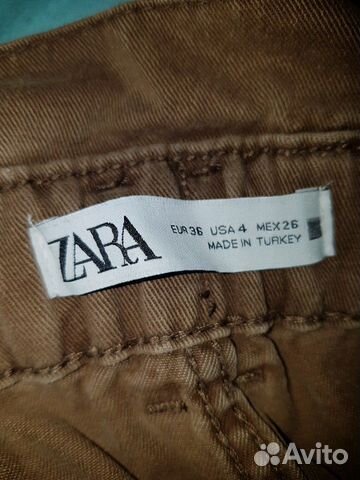 ZARA
EUR 36 USA 4 MEX 26
MADE IN TURKEY
Avito